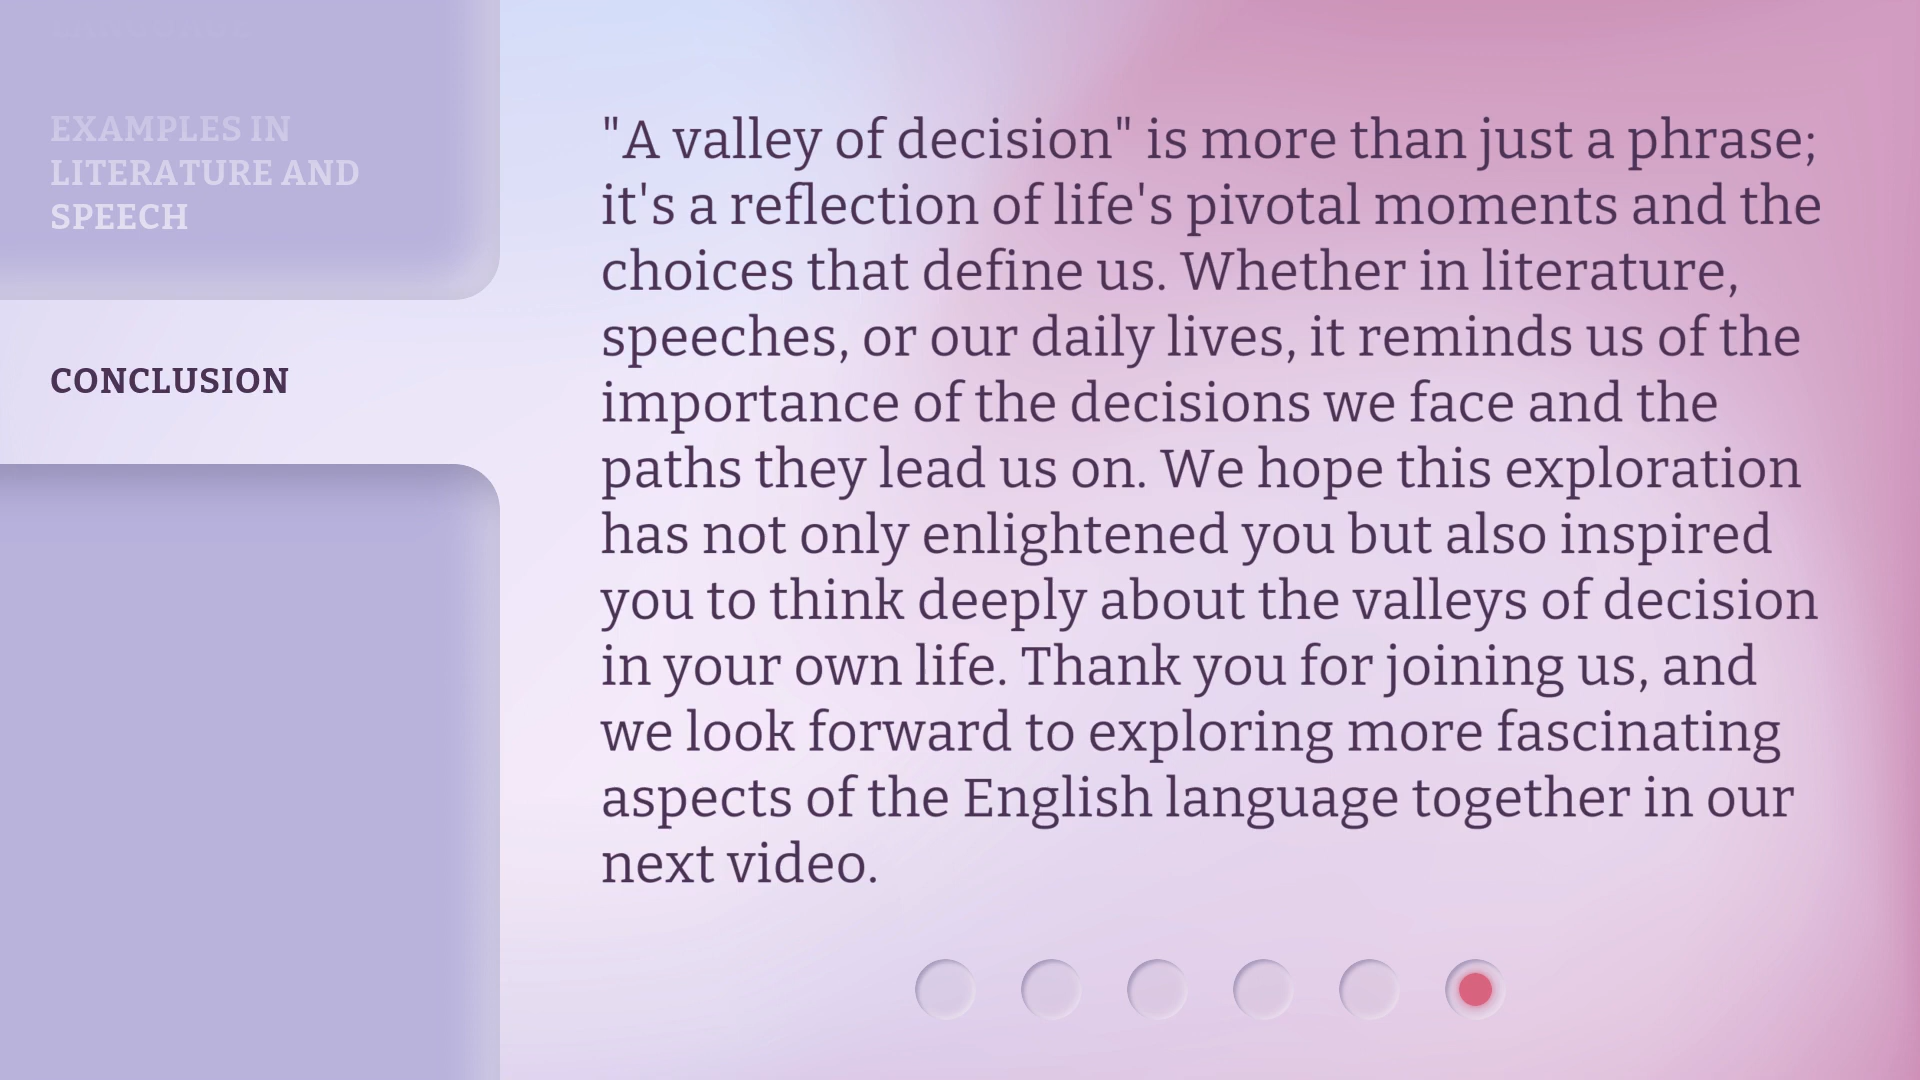 EXAMPLES IN
LITERATURE AND
SPEECH
CONCLUSION
"A valley of decision" is more than just a phrase;
it's a reflection of life's pivotal moments and the
choices that define us. Whether in literature,
speeches, or our daily lives, it reminds us of the
importance of the decisions we face and the
paths they lead us on. We hope this exploration
has not only enlightened you but also inspired
you to think deeply about the valleys of decision
in your own life. Thank you for joining us, and
we look forward to exploring more fascinating
aspects of the English language together in our
next video.